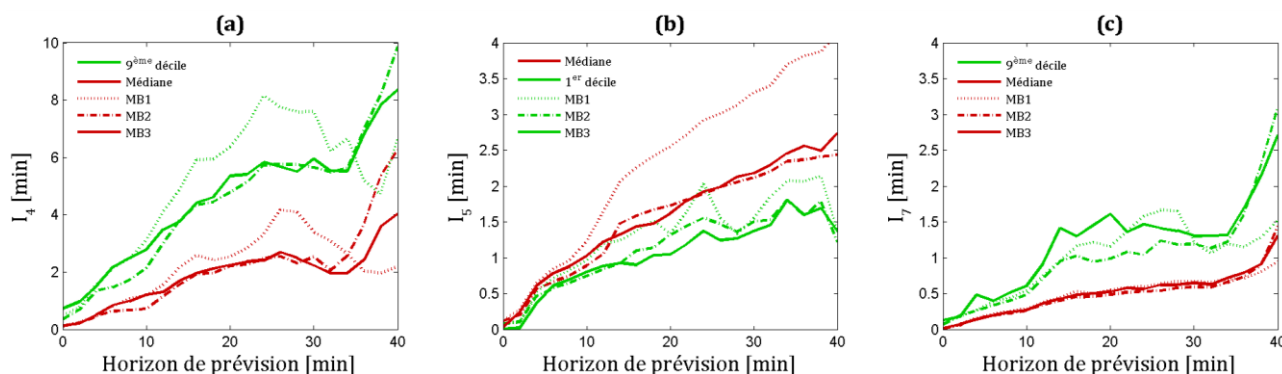 (a)
I4 [min]
10
8
6
4
2
0
9ème décile
Médiane
MB1
MB2
MB3
0 10 20 30 40
Horizon de prévision [min]
(b)
I5 [min]
4
3.5
3
2.5
2
1.5
1
0.5
0
Médiane
1er décile
MB1
MB2
MB3
0 10 20 30 40
Horizon de prévision [min]
(c)
I7 [min]
4
3.5
3
2.5
2
1.5
1
0.5
0
9ème décile
Médiane
MB1
MB2
MB3
0 10 20 30 40
Horizon de prévision [min]